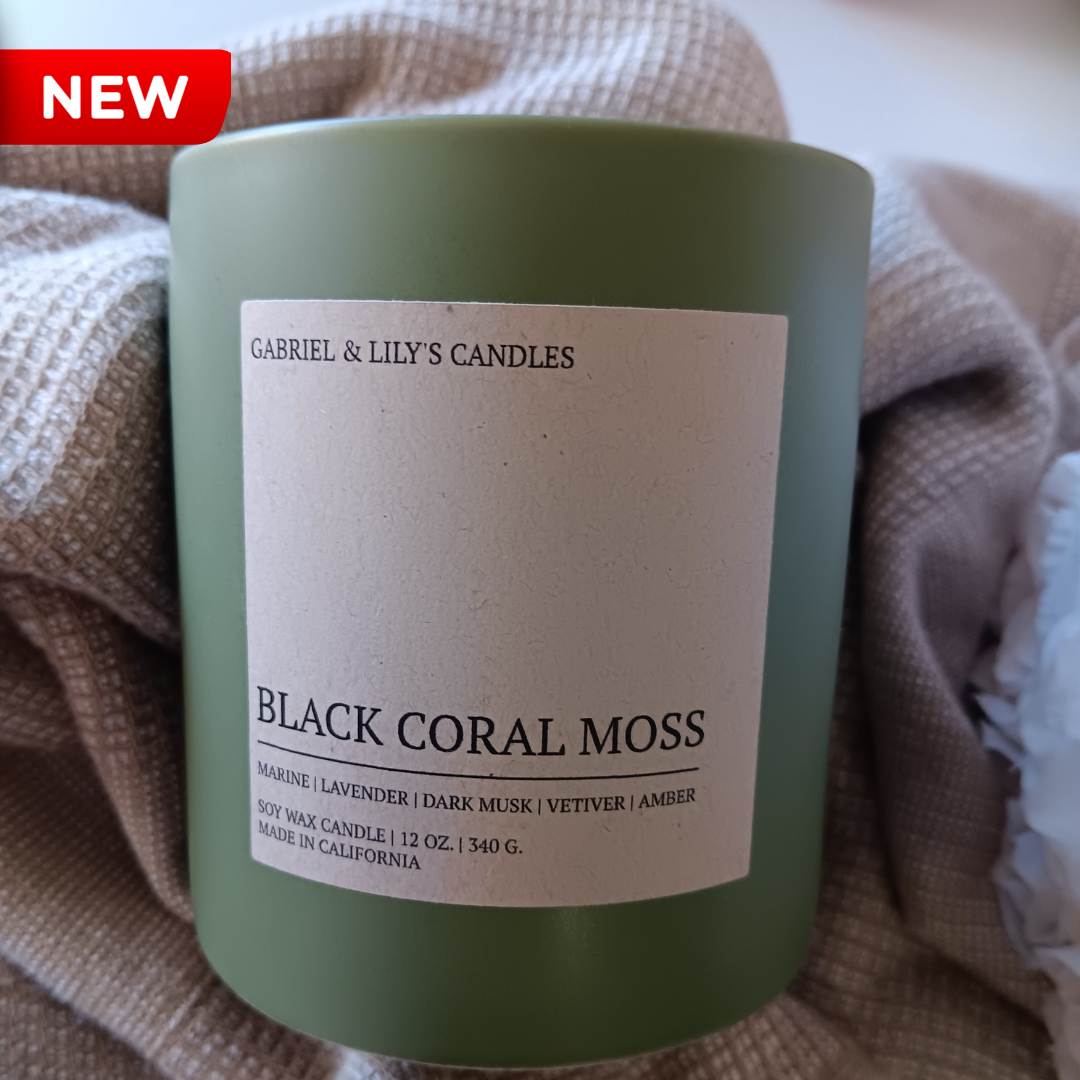 NEW
GABRIEL & LILY'S CANDLES
BLACK CORAL MOSS
MARINE | LAVENDER | DARK MUSK | VETIVER | AMBER
SOY WAX CANDLE | 12 OZ. | 340 G.
MADE IN CALIFORNIA